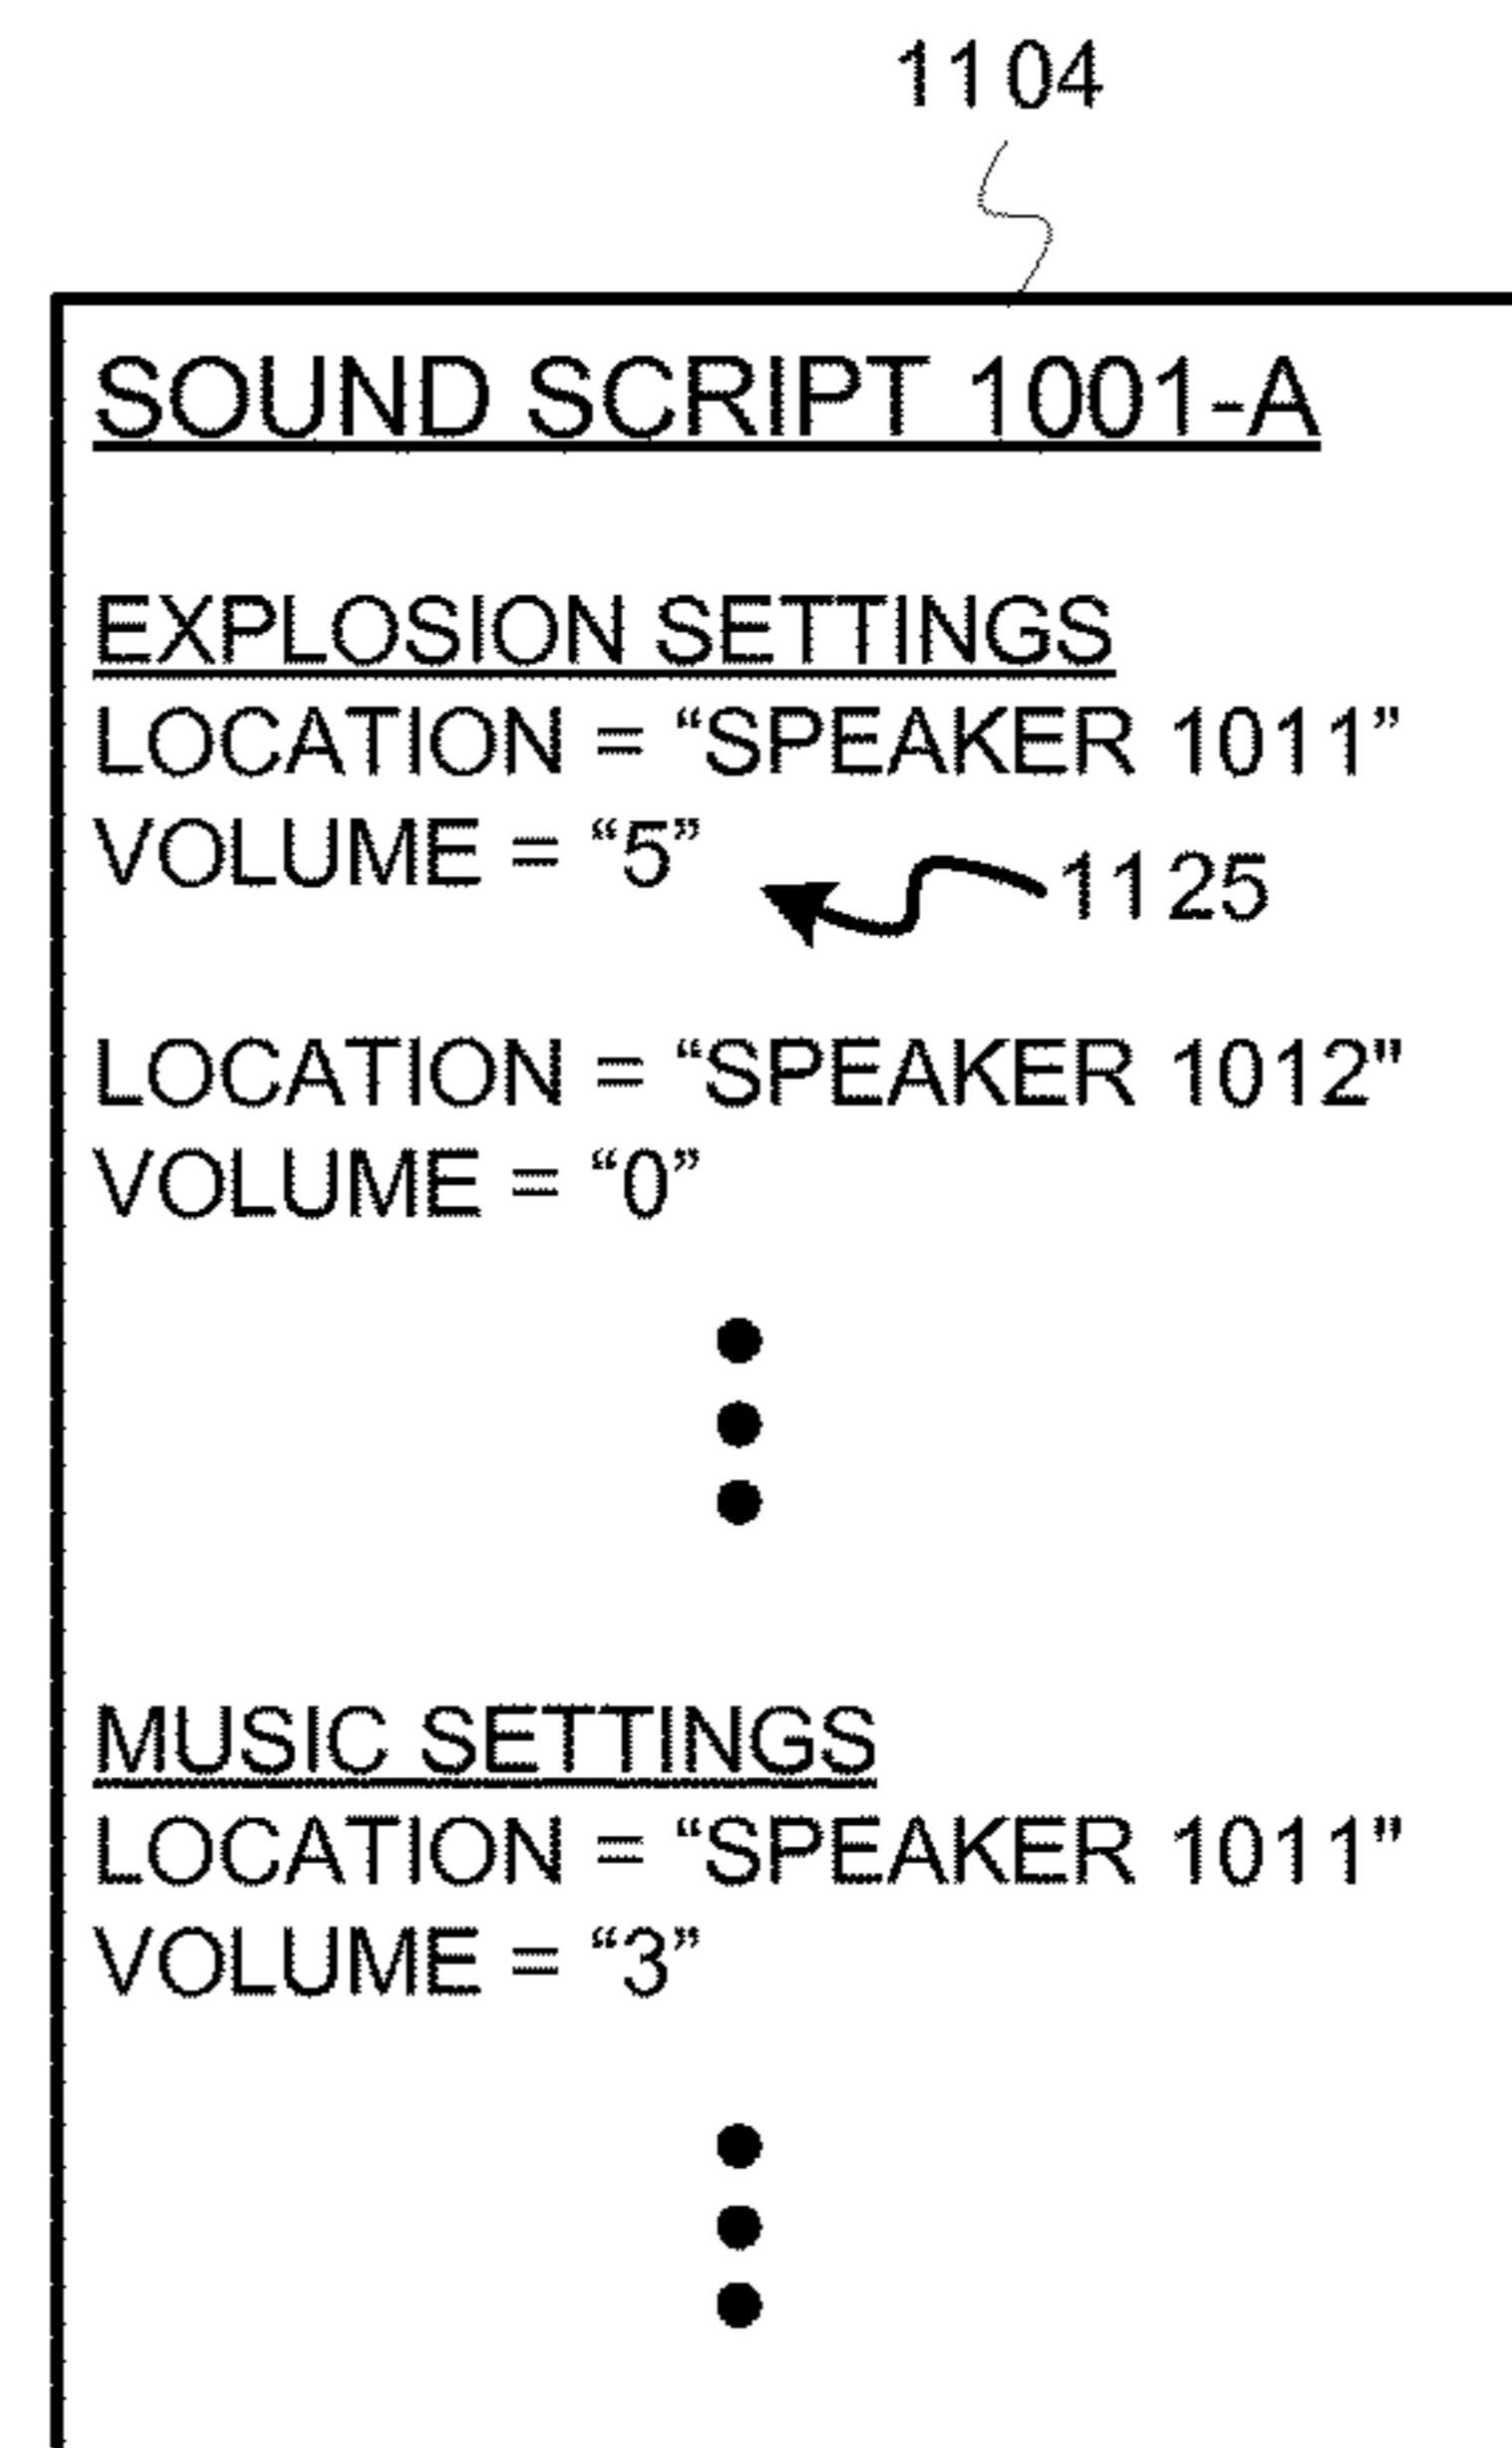 1104
SOUND SCRIPT 1001-A
EXPLOSION SETTINGS
LOCATION = “SPEAKER 1011”
VOLUME = “5”
1125
LOCATION = “SPEAKER 1012”
VOLUME = “0”
MUSIC SETTINGS
LOCATION = “SPEAKER 1011”
VOLUME = “3”